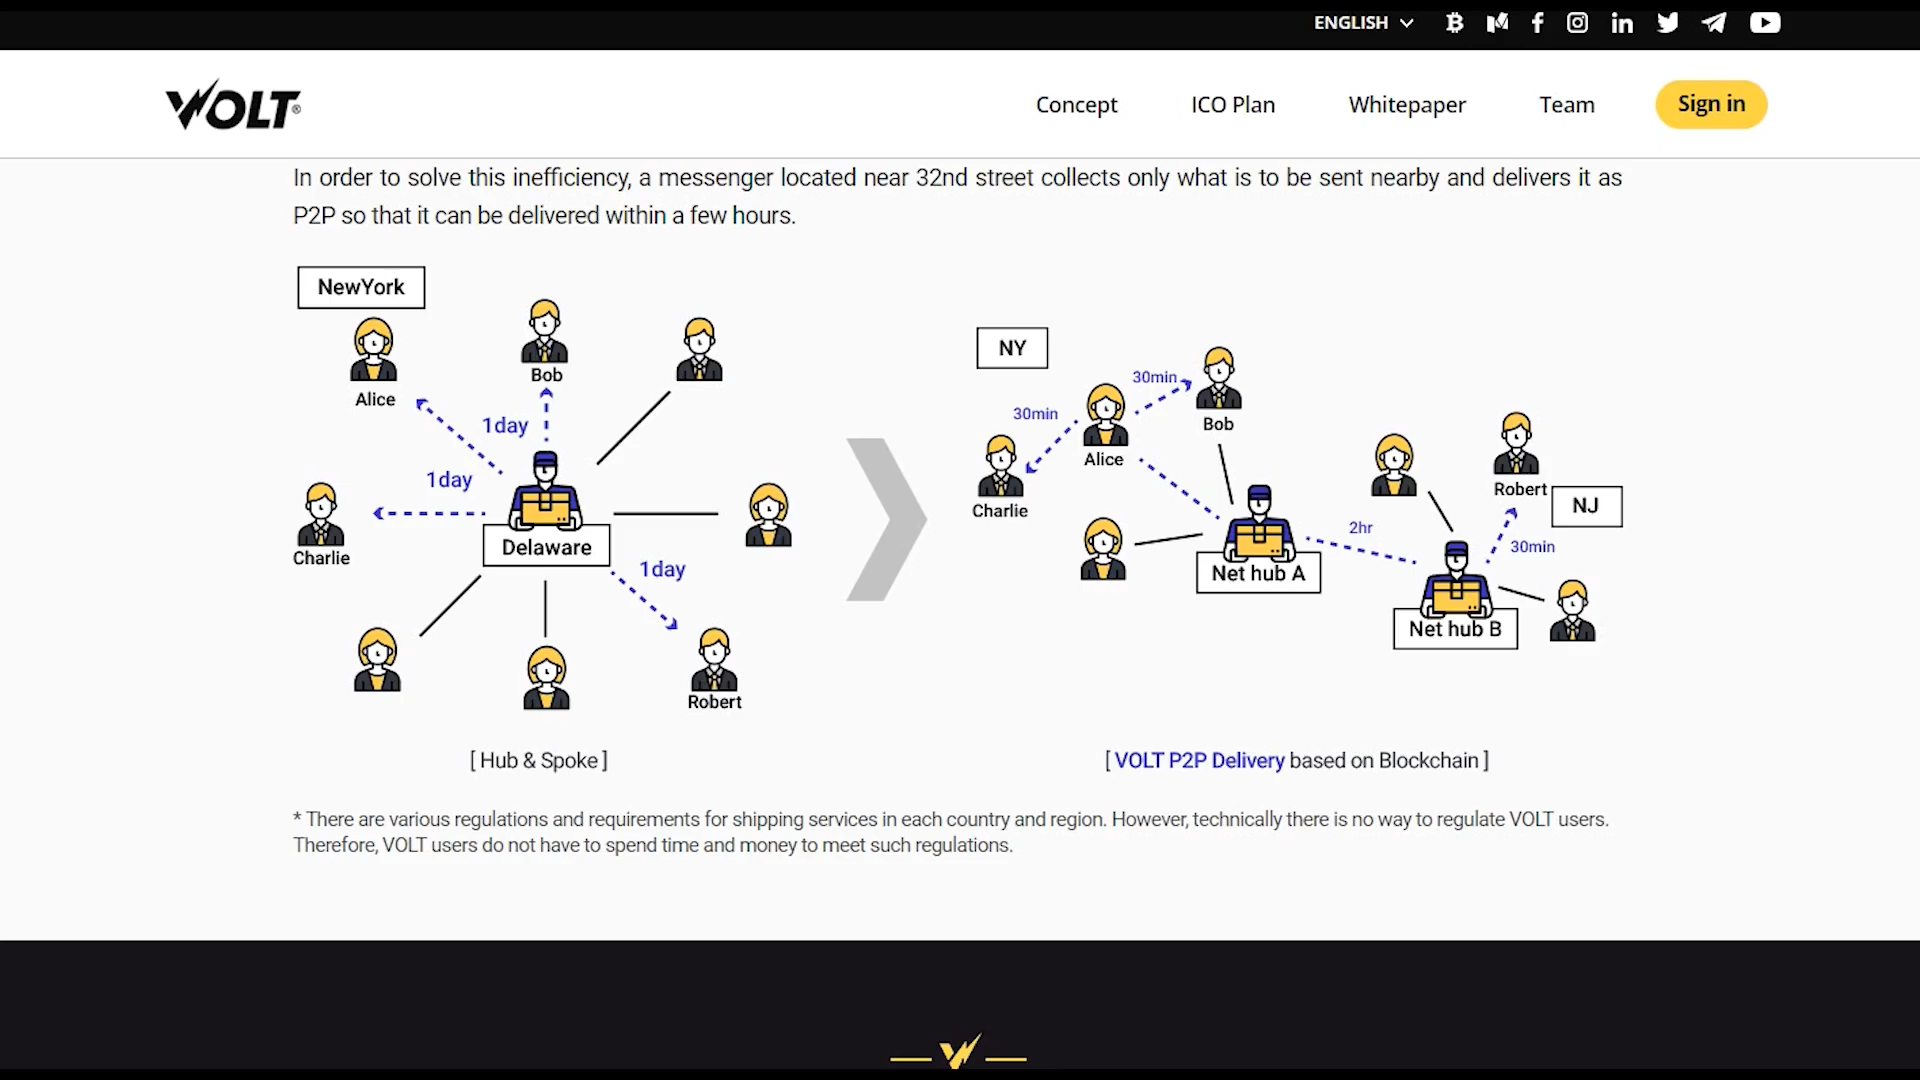 ENGLISH
VOLT®
Concept
ICO Plan
Whitepaper
Team
Sign in
In order to solve this inefficiency, a messenger located near 32nd street collects only what is to be sent nearby and delivers it as
P2P so that it can be delivered within a few hours.
NewYork
Alice
Bob
1day
1day
Charlie
Delaware
1day
Robert
[ Hub & Spoke ]
NY
30min
30min
Bob
Alice
Charlie
Robert
NJ
2hr
30min
Net hub A
Net hub B
[ VOLT P2P Delivery based on Blockchain ]
* There are various regulations and requirements for shipping services in each country and region. However, technically there is no way to regulate VOLT users.
Therefore, VOLT users do not have to spend time and money to meet such regulations.